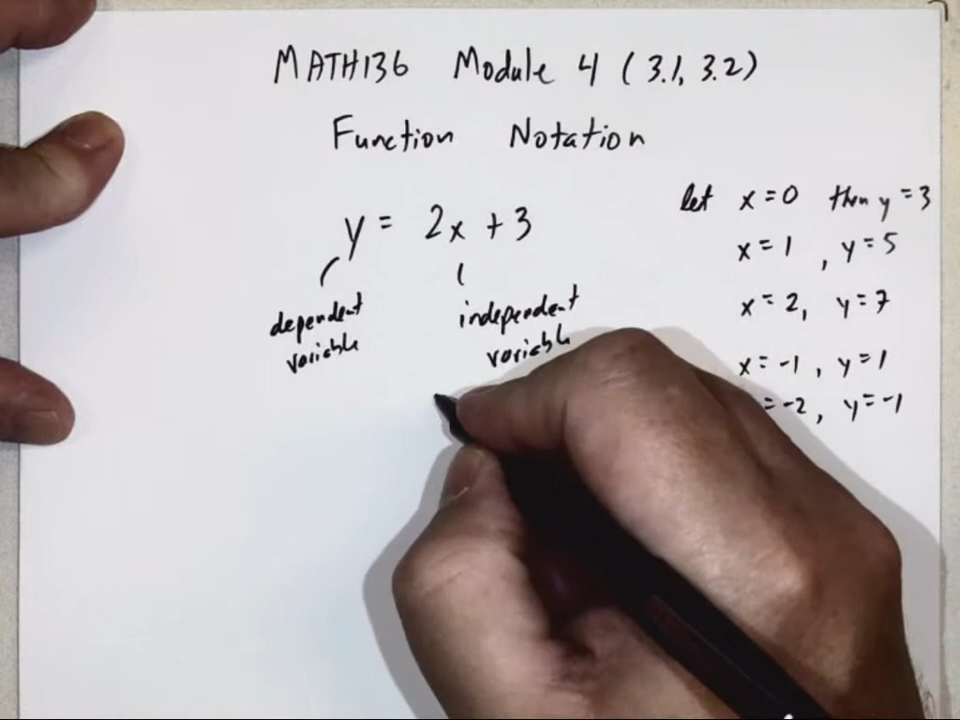 MATH136 Module 4 (3.1, 3.2)
Function Notation
y = 2x + 3
dependent variable
independent variable
let x = 0 then y = 3
x = 1 , y = 5
x = 2, y = 7
x = -1 , y = 1
= -2, y = -1